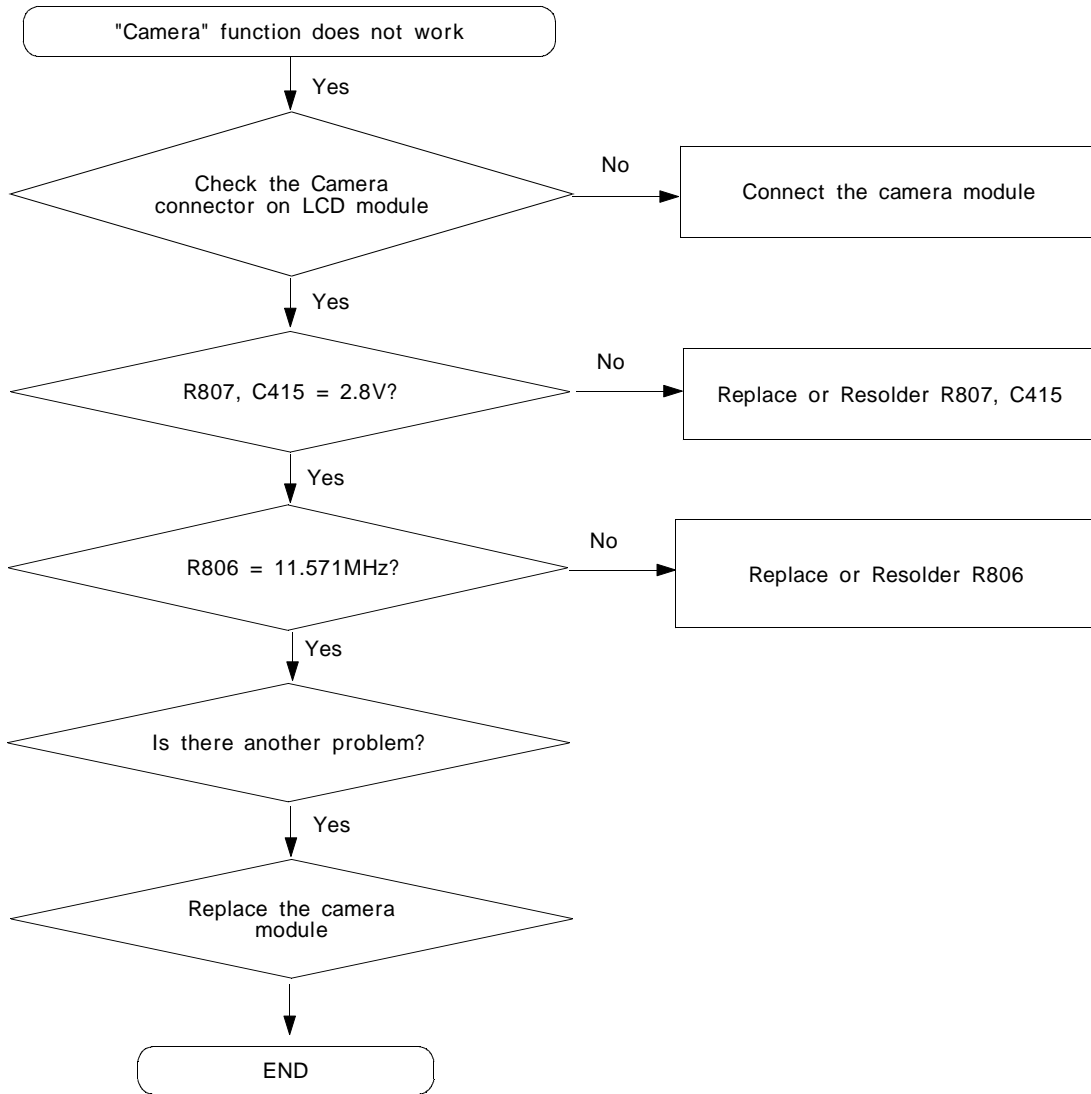 "Camera" function does not work
Yes
Check the Camera
connector on LCD module
No
Connect the camera module
Yes
R807, C415 = 2.8V?
No
Replace or Resolder R807, C415
Yes
R806 = 11.571MHz?
No
Replace or Resolder R806
Yes
Is there another problem?
Yes
Replace the camera
module
END